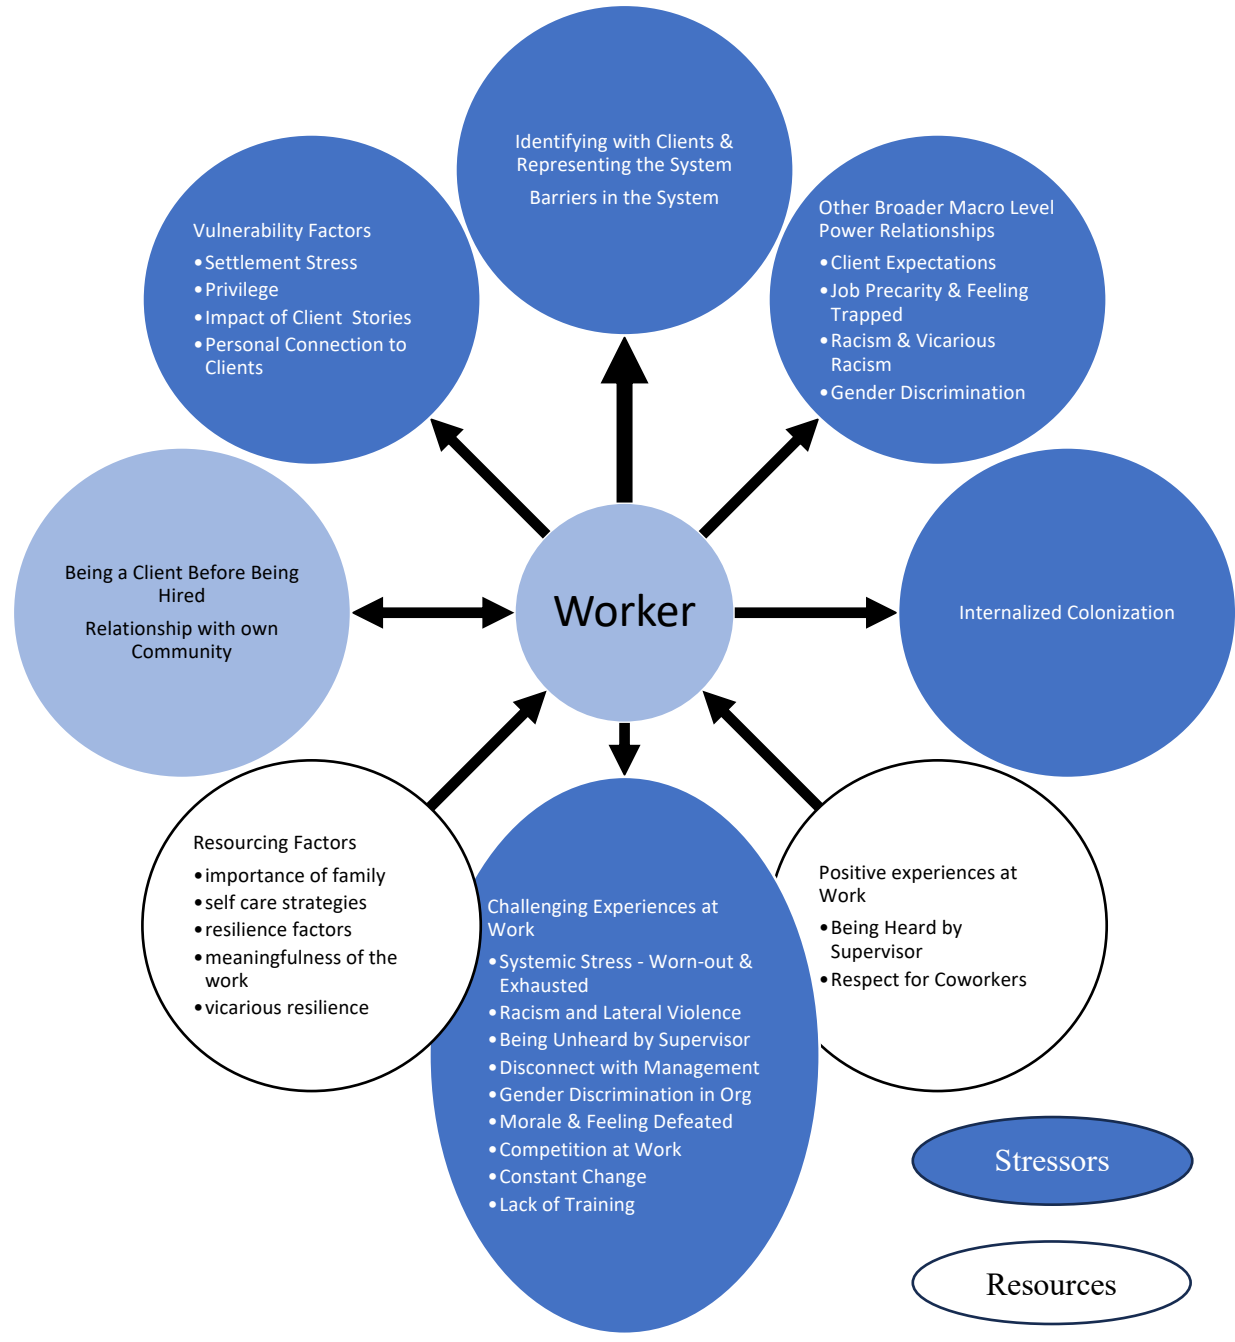 Identifying with Clients &
Representing the System
Barriers in the System
Vulnerability Factors
•Settlement Stress
•Privilege
•Impact of Client  Stories
•Personal Connection to
Clients
Other Broader Macro Level
Power Relationships
•Client Expectations
•Job Precarity & Feeling
Trapped
•Racism & Vicarious
Racism
•Gender Discrimination
Being a Client Before Being
Hired
Relationship with own
Community
Worker
Internalized Colonization
Resourcing Factors
•importance of family
•self care strategies
•resilience factors
•meaningfulness of the
work
•vicarious resilience
Challenging Experiences at
Work
•Systemic Stress - Worn-out &
Exhausted
•Racism and Lateral Violence
•Being Unheard by Supervisor
•Disconnect with Management
•Gender Discrimination in Org
•Morale & Feeling Defeated
•Competition at Work
•Constant Change
•Lack of Training
Positive experiences at
Work
•Being Heard by
Supervisor
•Respect for Coworkers
Stressors
Resources